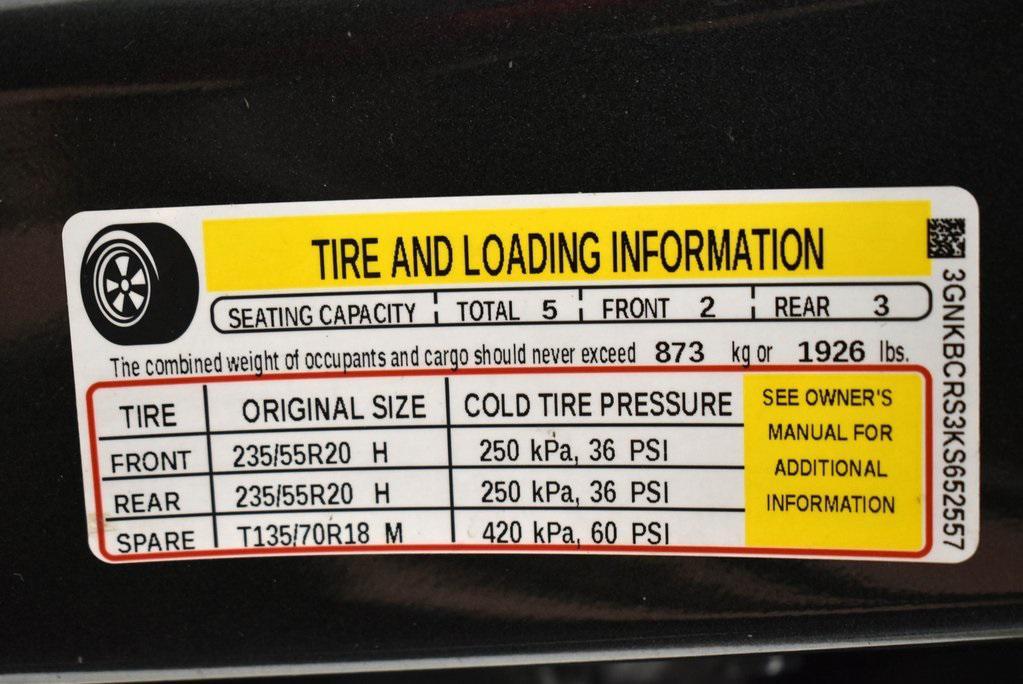 TIRE AND LOADING INFORMATION
SEATING CAPACITY TOTAL 5 FRONT 2 REAR 3
The combined weight of occupants and cargo should never exceed 873 kg or 1926 lbs.
TIRE ORIGINAL SIZE COLD TIRE PRESSURE
FRONT 235/55R20 H 250 kPa, 36 PSI
REAR 235/55R20 H 250 kPa, 36 PSI
SPARE T135/70R18 M 420 kPa, 60 PSI
SEE OWNER'S
MANUAL FOR
ADDITIONAL
INFORMATION
3GNKBCRS3KS652557